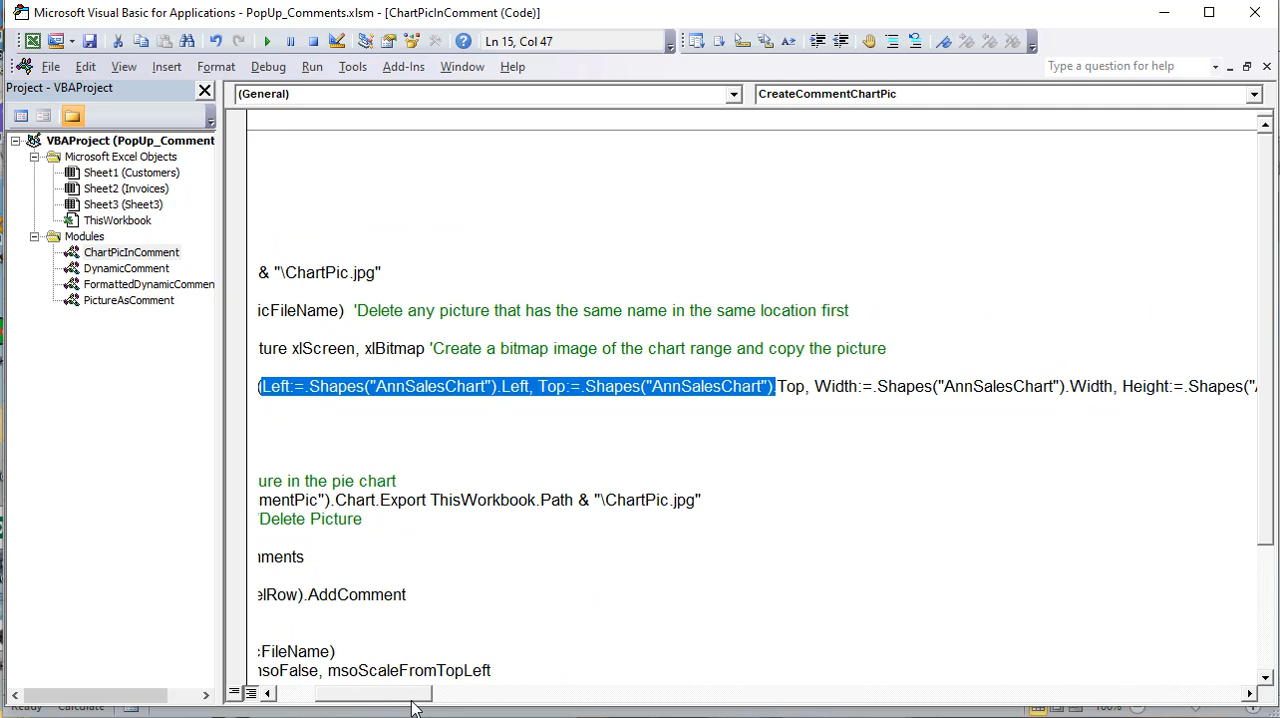 Microsoft Visual Basic for Applications - PopUp_Comments.xlsm - [ChartPicInComment (Code)]
Ln 15, Col 47
File Edit View Insert Format Debug Run Tools Add-Ins Window Help
Type a question for help
Project - VBAProject
(General)
CreateCommentChartPic
VBAProject (PopUp_Comment
Microsoft Excel Objects
Sheet1 (Customers)
Sheet2 (Invoices)
Sheet3 (Sheet3)
ThisWorkbook
Modules
ChartPicInComment
DynamicComment
FormattedDynamicCommen
PictureAsComment
& "\ChartPic.jpg"
icFileName) 'Delete any picture that has the same name in the same location first
ture xlScreen, xlBitmap 'Create a bitmap image of the chart range and copy the picture
(Left:=.Shapes("AnnSalesChart").Left, Top:=.Shapes("AnnSalesChart").Top, Width:=.Shapes("AnnSalesChart").Width, Height:=.Shapes("A
ure in the pie chart
mentPic").Chart.Export ThisWorkbook.Path & "\ChartPic.jpg"
'Delete Picture
nments
elRow).AddComment
cFileName)
msoFalse, msoScaleFromTopLeft
Ready Calculate
100%